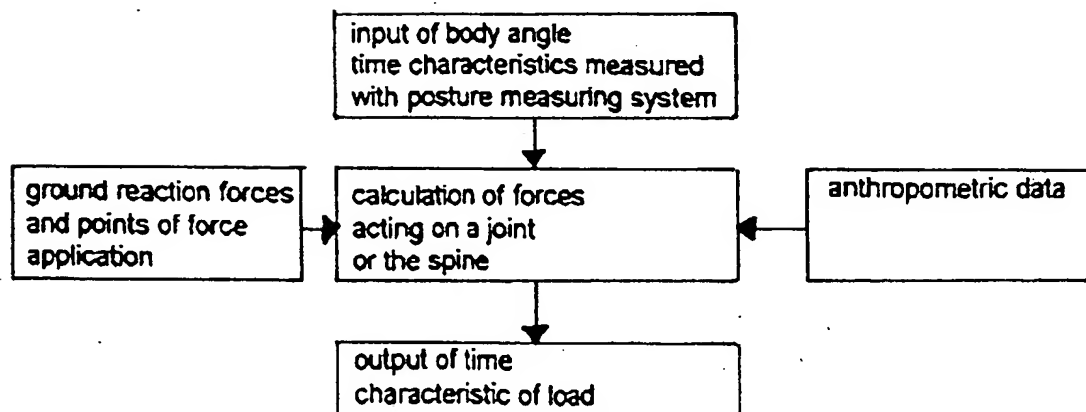 input of body angle
time characteristics measured
with posture measuring system
ground reaction forces
and points of force
application
calculation of forces
acting on a joint
or the spine
anthropometric data
output of time
characteristic of load